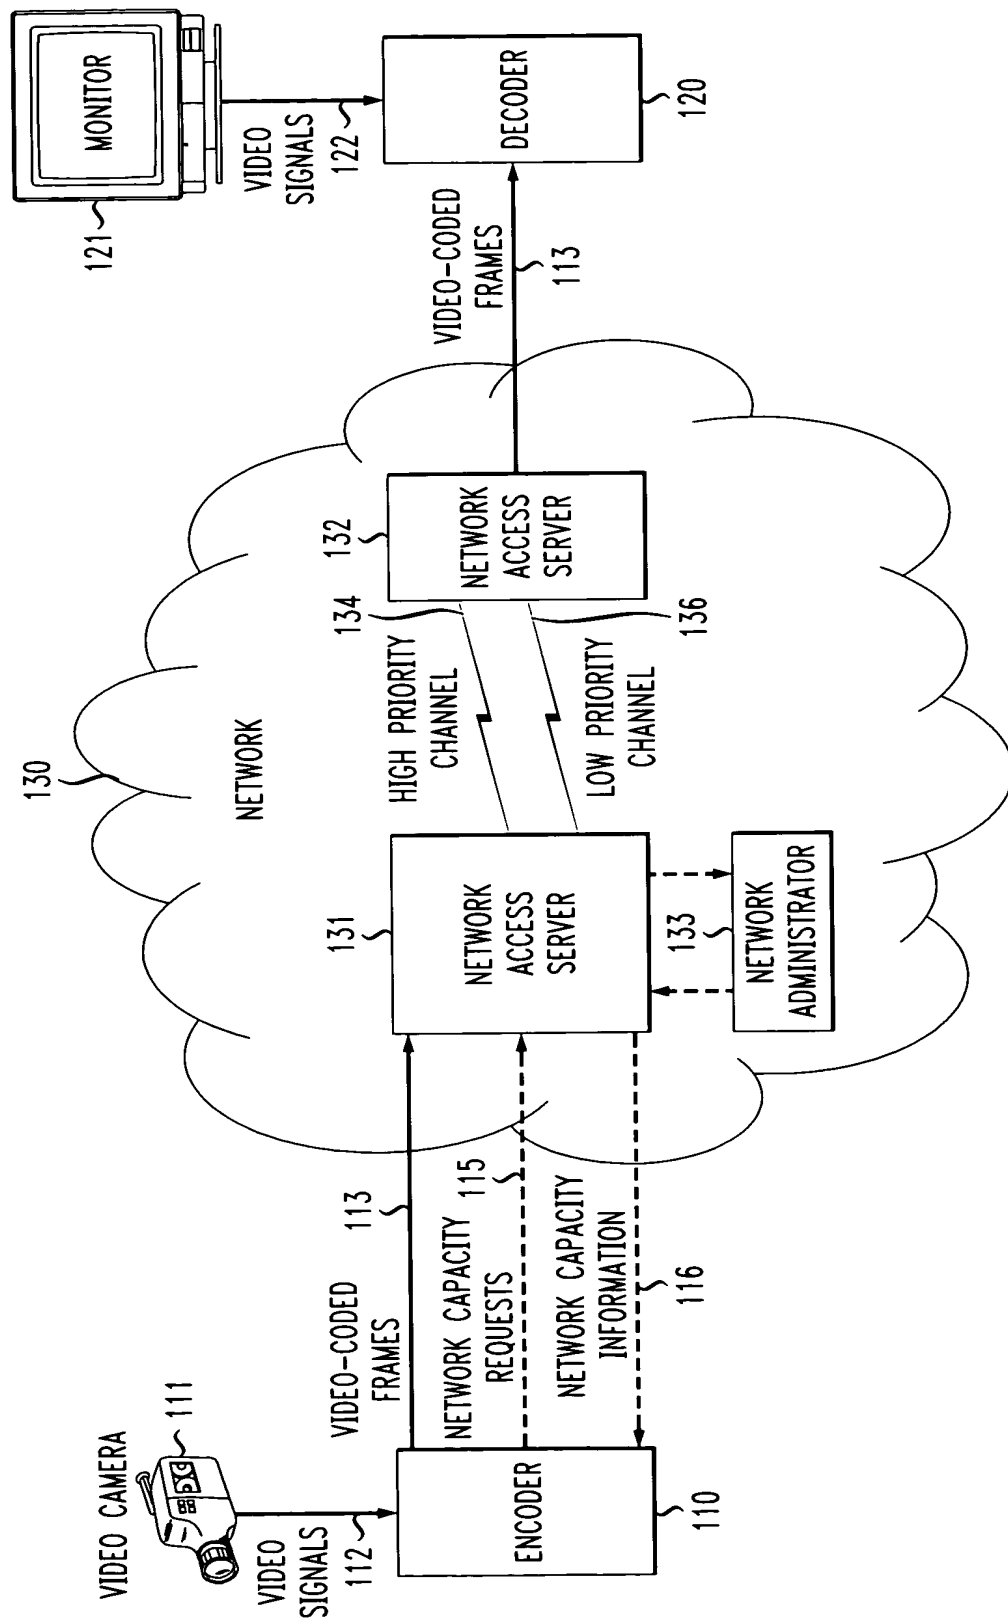 VIDEO CAMERA
111
VIDEO
SIGNALS
112
ENCODER
110
VIDEO-CODED
FRAMES
113
NETWORK CAPACITY
REQUESTS
115
NETWORK CAPACITY
INFORMATION
116
130
NETWORK
131
NETWORK
ACCESS
SERVER
133
NETWORK
ADMINISTRATOR
HIGH PRIORITY
CHANNEL
134
LOW PRIORITY
CHANNEL
136
132
NETWORK
ACCESS
SERVER
VIDEO-CODED
FRAMES
113
121
MONITOR
VIDEO
SIGNALS
122
DECODER
120